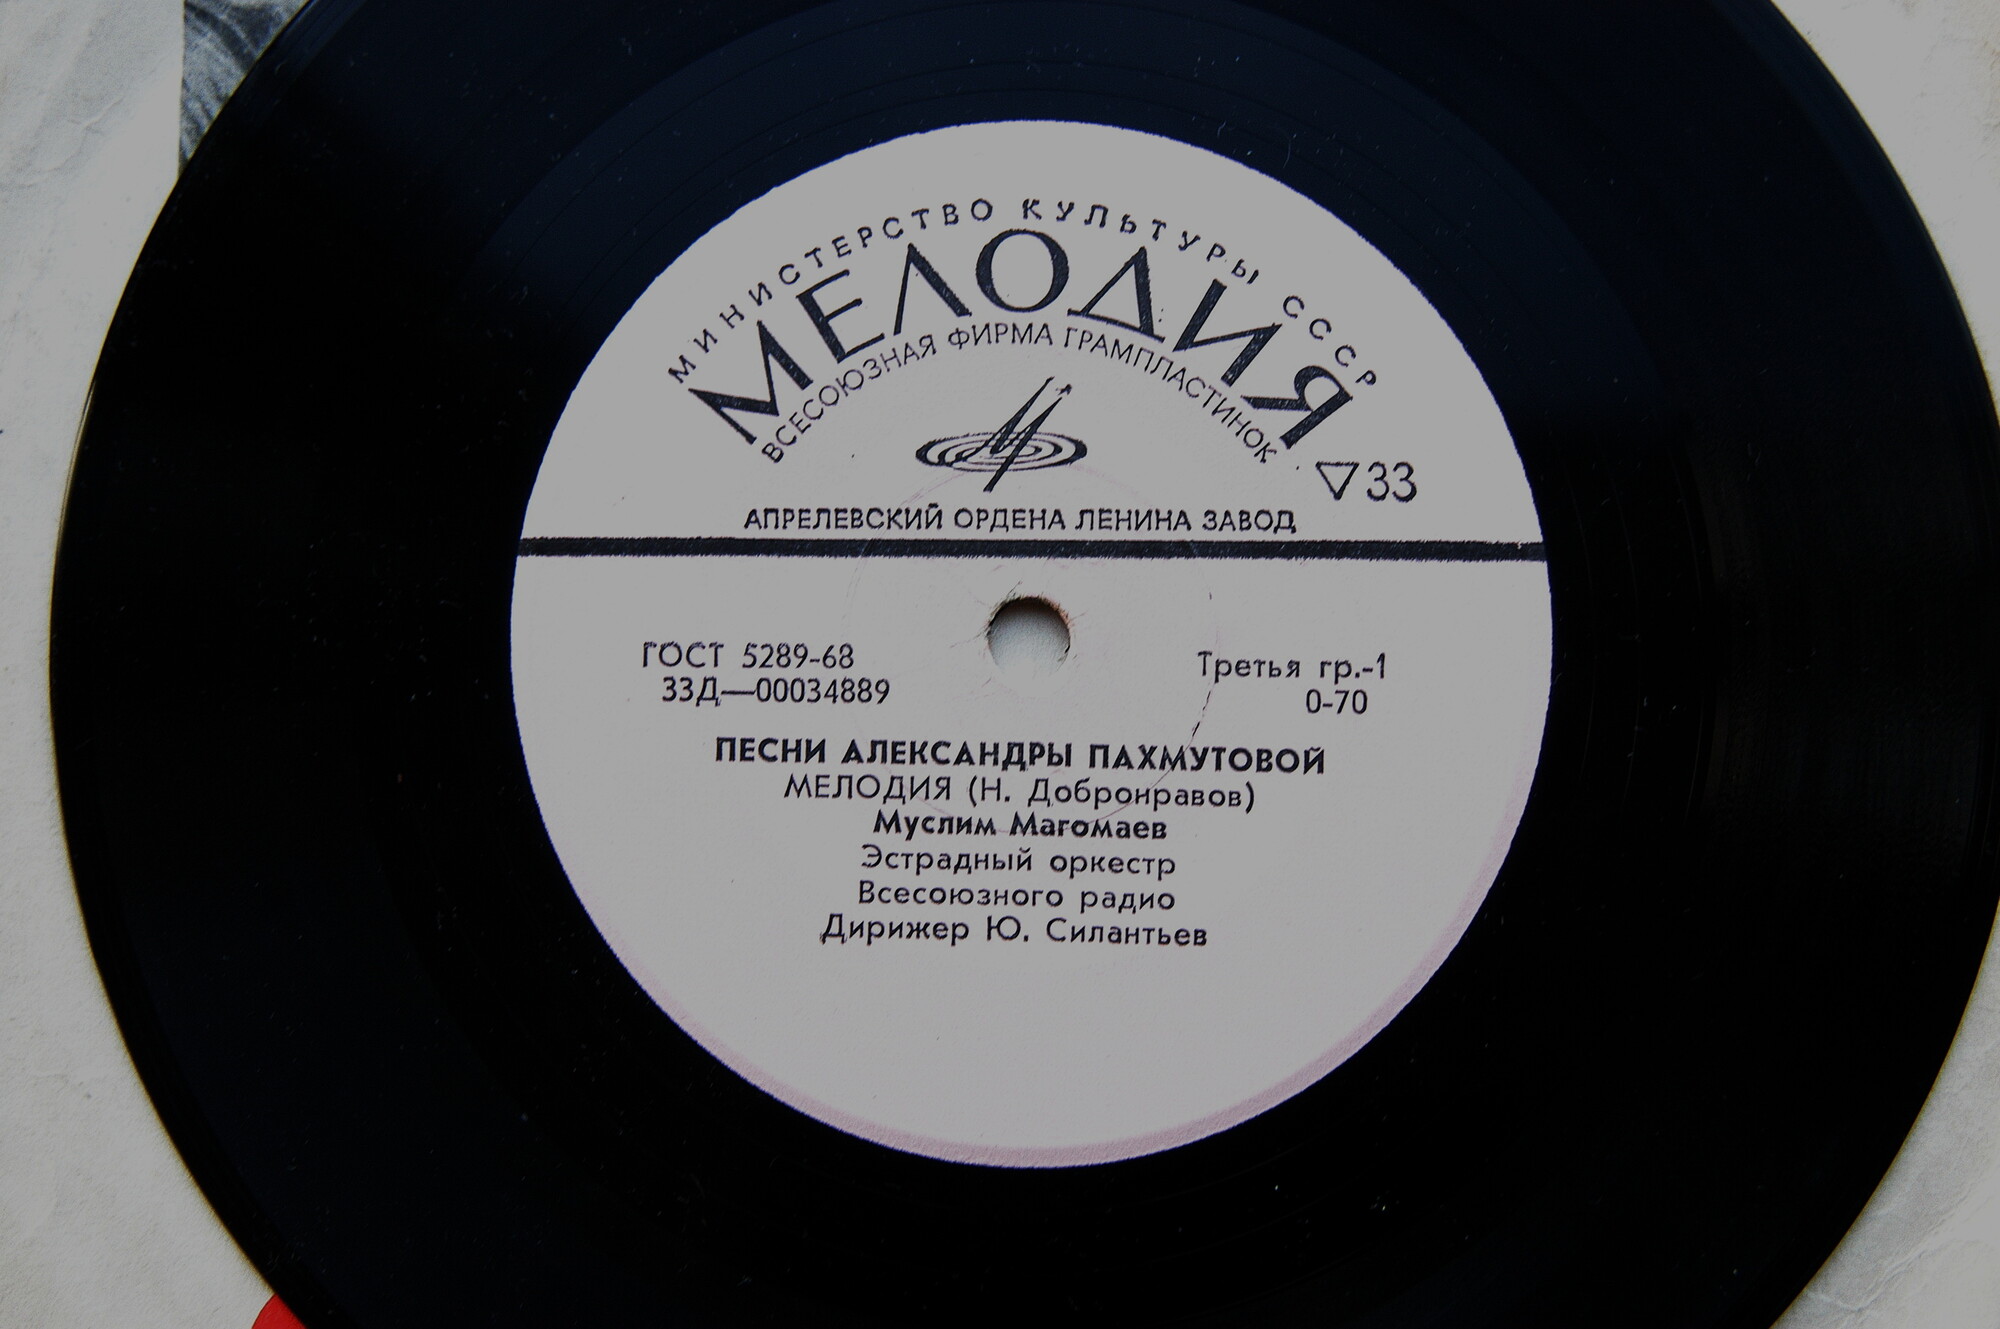 МИНИСТЕРСТВО КУЛЬТУРЫ СССР
МЕЛОДИЯ
ВСЕСОЮЗНАЯ ФИРМА ГРАМПЛАСТИНОК
▽33
АПРЕЛЕВСКИЙ ОРДЕНА ЛЕНИНА ЗАВОД
ГОСТ 5289-68
33Д—00034889
Третья гр.-1
0-70
ПЕСНИ АЛЕКСАНДРЫ ПАХМУТОВОЙ
МЕЛОДИЯ (Н. Добронравов)
Муслим Магомаев
Эстрадный оркестр
Всесоюзного радио
Дирижер Ю. Силантьев